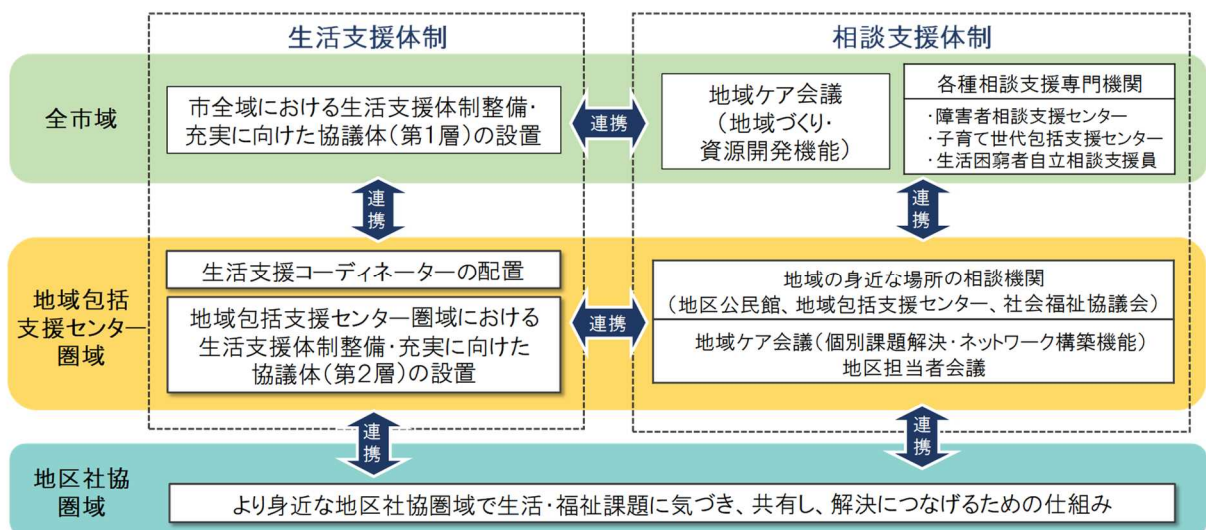 生活支援体制
相談支援体制
全市域
市全域における生活支援体制整備・
充実に向けた協議体(第1層)の設置
連携
地域ケア会議
(地域づくり・
資源開発機能)
各種相談支援専門機関
・障害者相談支援センター
・子育て世代包括支援センター
・生活困窮者自立相談支援員
連携
連携
地域包括
支援センター
圏域
生活支援コーディネーターの配置
地域包括支援センター圏域における
生活支援体制整備・充実に向けた
協議体(第2層)の設置
連携
地域の身近な場所の相談機関
(地区公民館、地域包括支援センター、社会福祉協議会)
地域ケア会議(個別課題解決・ネットワーク構築機能)
地区担当者会議
連携
連携
地区社協
圏域
より身近な地区社協圏域で生活・福祉課題に気づき、共有し、解決につなげるための仕組み